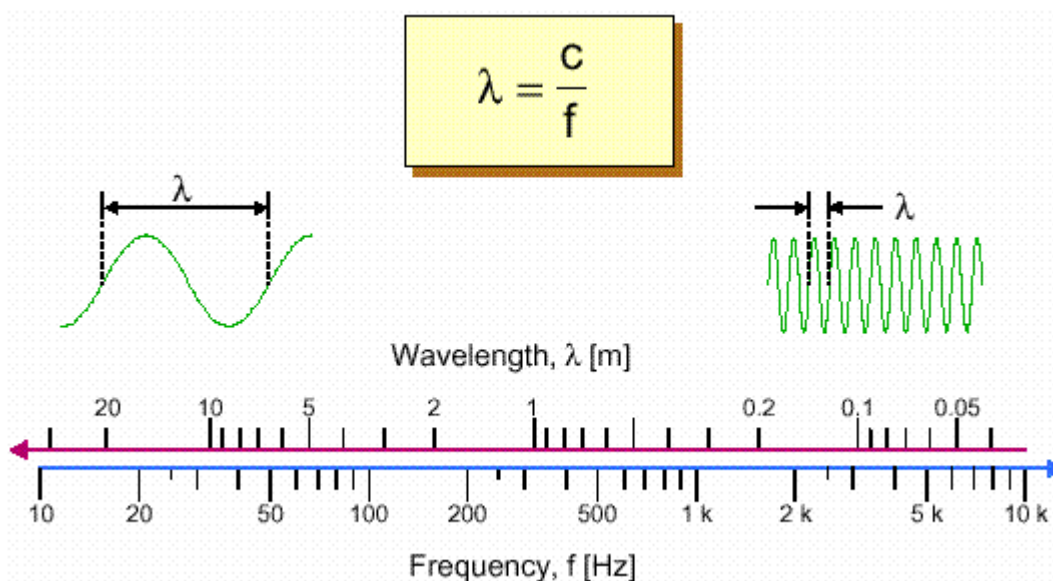 λ = c/f
λ
λ
Wavelength, λ [m]
20 10 5 2 1 0.2 0.1 0.05
10 20 50 100 200 500 1 k 2 k 5 k 10 k
Frequency, f [Hz]